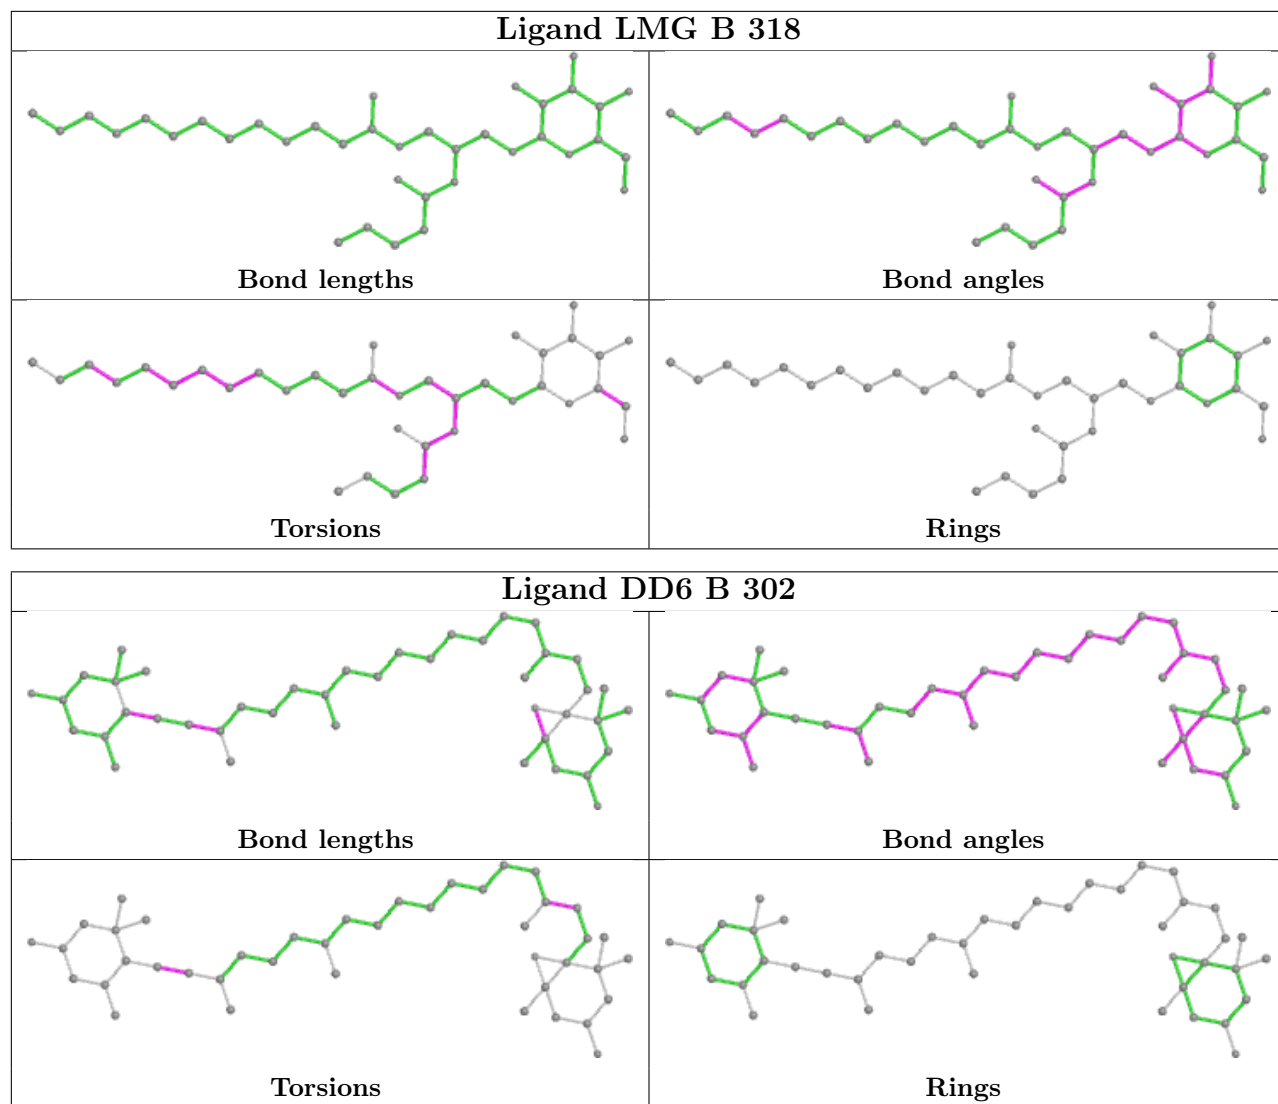 Ligand LMG B 318
Bond lengths
Bond angles
Torsions
Rings
Ligand DD6 B 302
Bond lengths
Bond angles
Torsions
Rings